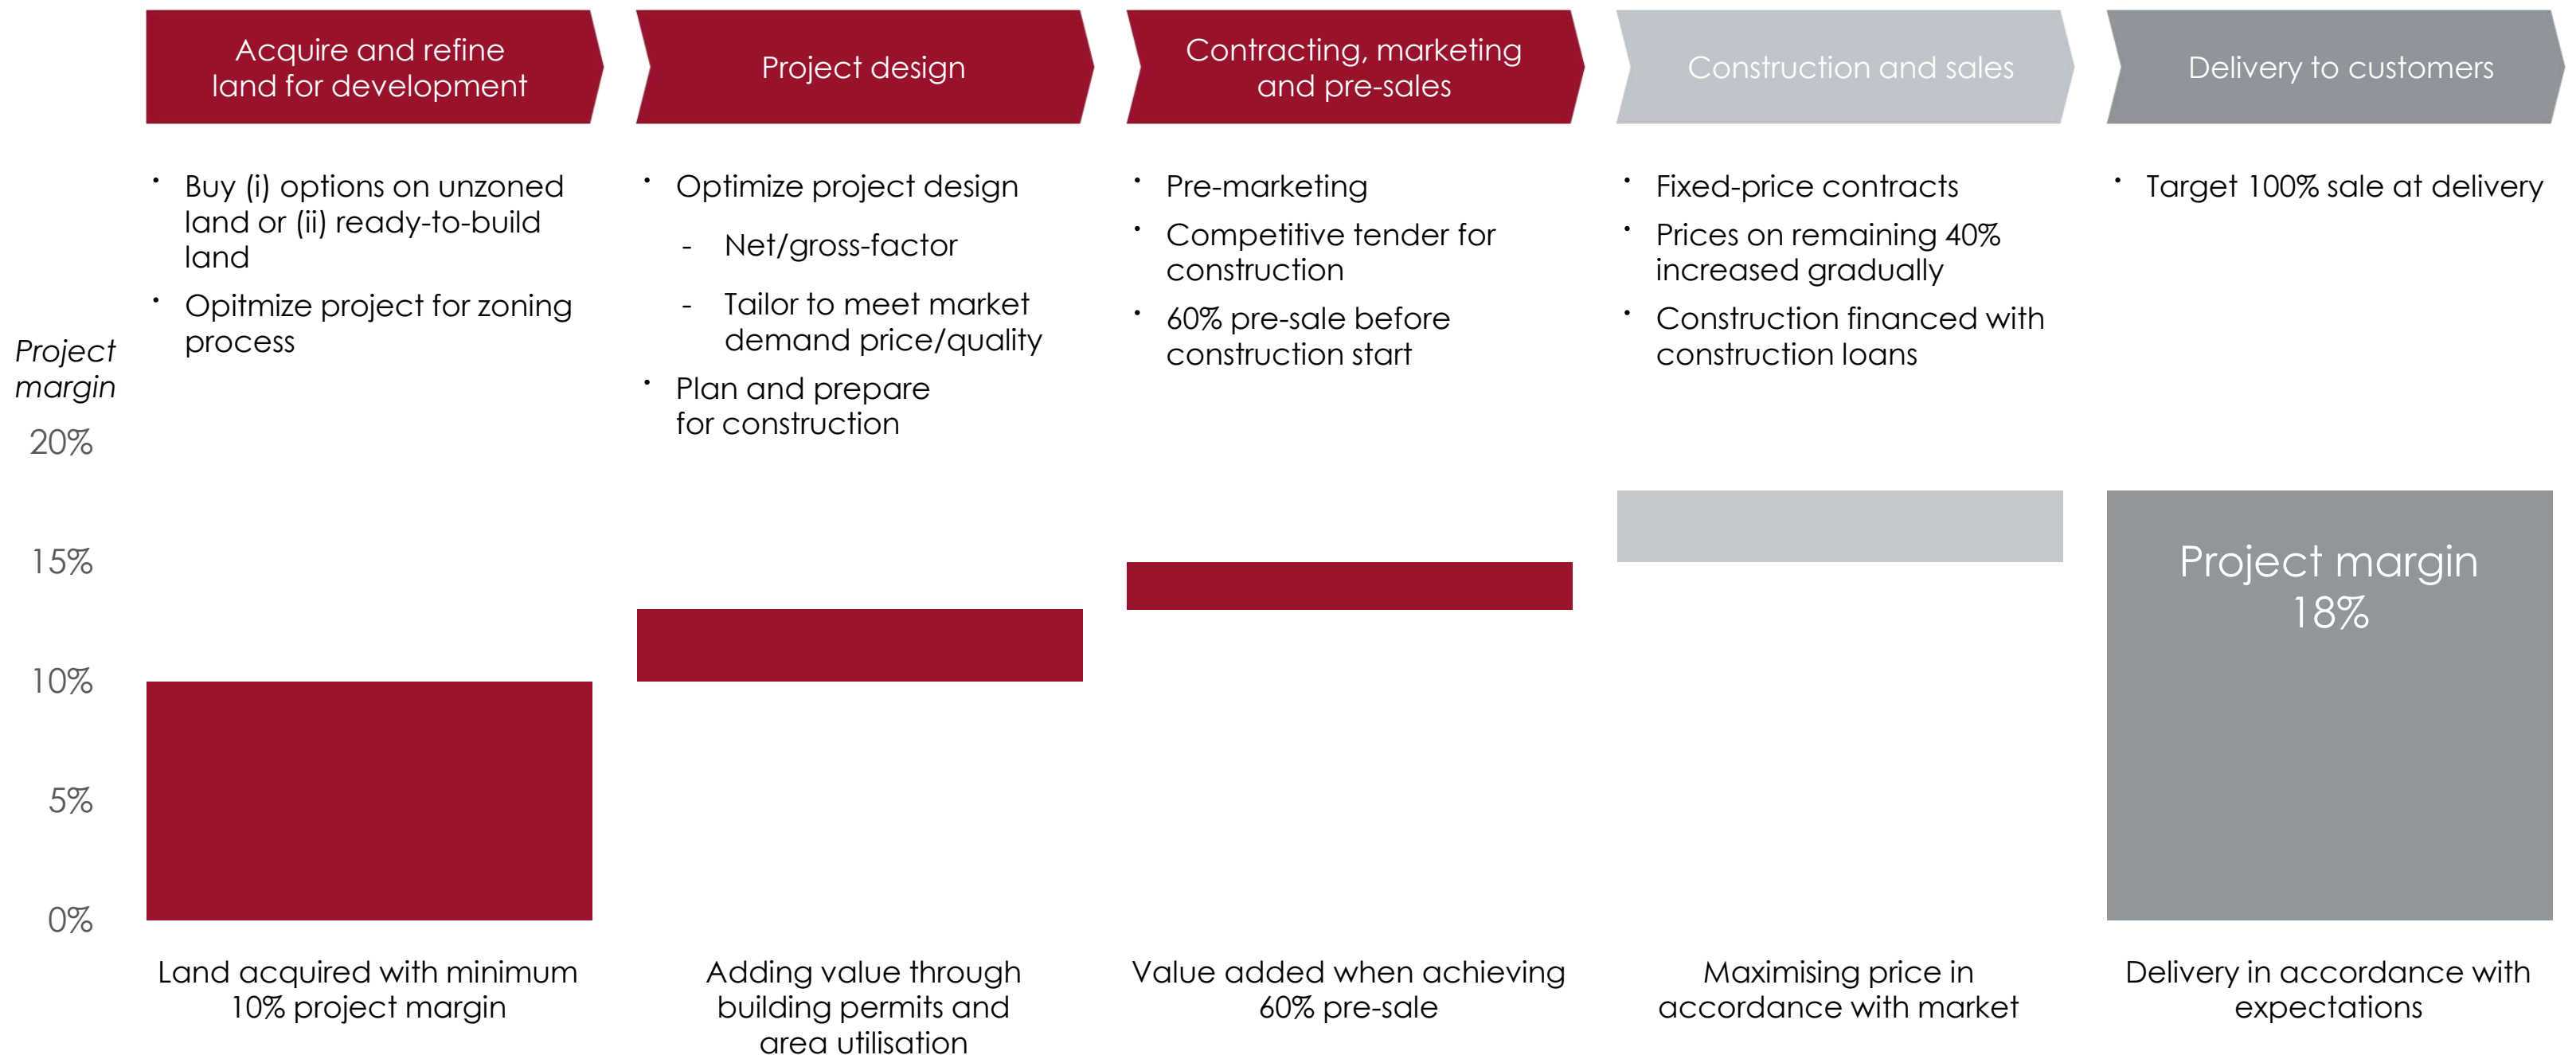 Acquire and refine
land for development
Project design
Contracting, marketing
and pre-sales
Construction and sales
Delivery to customers
• Buy (i) options on unzoned
land or (ii) ready-to-build
land
• Opitmize project for zoning
process
• Optimize project design
- Net/gross-factor
- Tailor to meet market
demand price/quality
• Plan and prepare
for construction
• Pre-marketing
• Competitive tender for
construction
• 60% pre-sale before
construction start
• Fixed-price contracts
• Prices on remaining 40%
increased gradually
• Construction financed with
construction loans
• Target 100% sale at delivery
Project
margin
20%
15%
10%
5%
0%
Project margin
18%
Land acquired with minimum
10% project margin
Adding value through
building permits and
area utilisation
Value added when achieving
60% pre-sale
Maximising price in
accordance with market
Delivery in accordance with
expectations